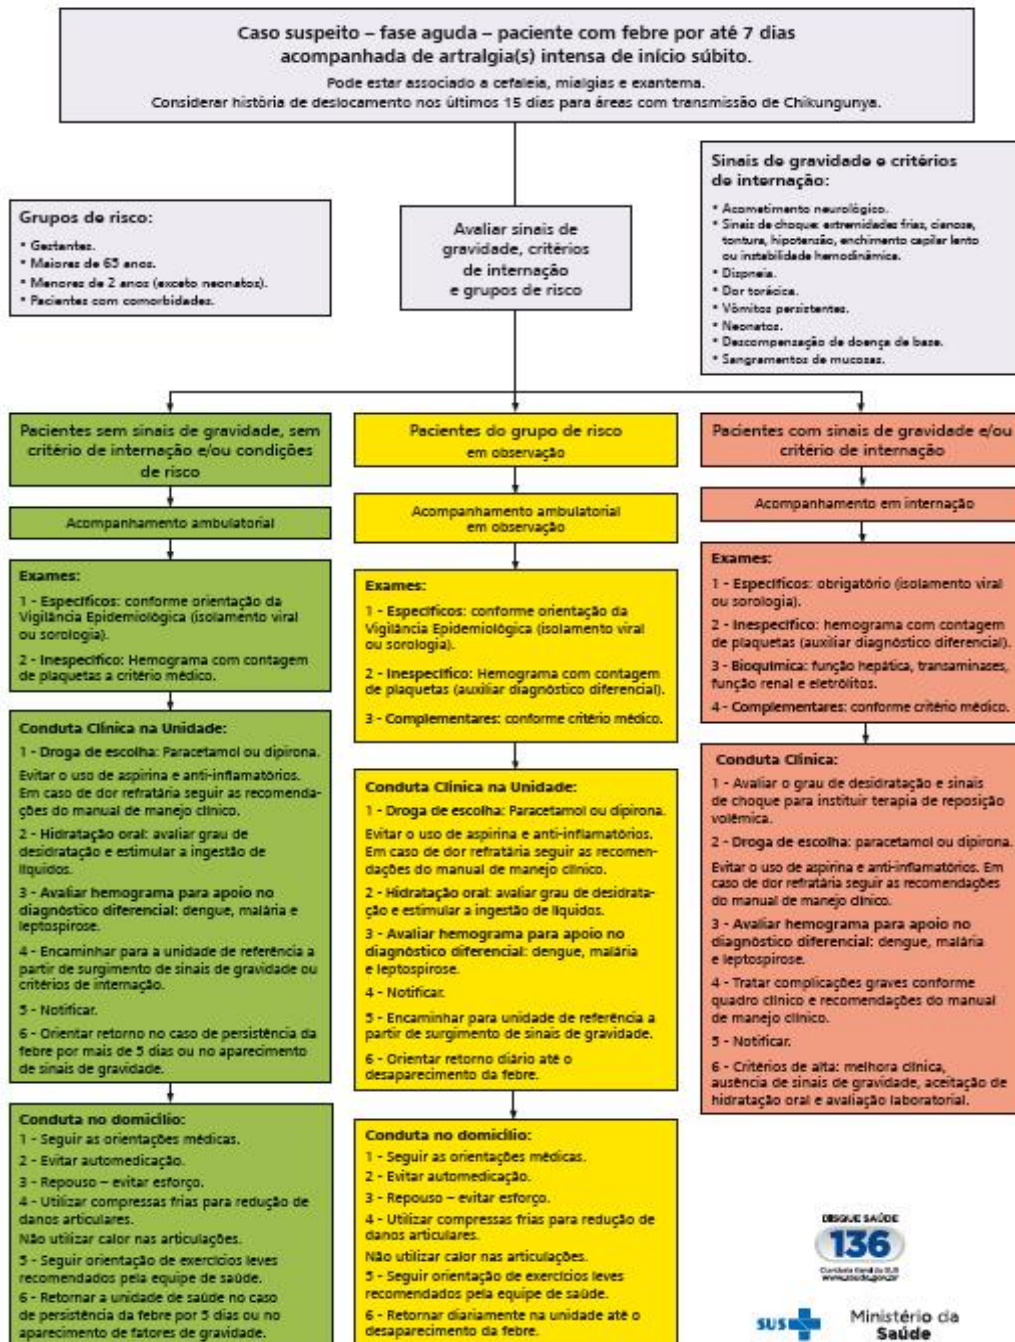 Caso suspeito – fase aguda – paciente com febre por até 7 dias
acompanhada de artralgia(s) intensa de início súbito.
Pode estar associado a cefaleia, mialgias e exantema.
Considerar história de deslocamento nos últimos 15 dias para áreas com transmissão de Chikungunya.
Grupos de risco:
* Gestantes.
* Maiores de 65 anos.
* Menores de 2 anos (exceto neonatos).
* Pacientes com comorbidades.
Avaliar sinais de
gravidade, critérios
de internação
e grupos de risco
Sinais de gravidade e critérios
de internação:
* Acometimento neurológico.
* Sinais de choque: extremidades frias, cianose,
tontura, hipotensão, enchimento capilar lento
ou instabilidade hemodinâmica.
* Dispneia.
* Dor torácica.
* Vômitos persistentes.
* Neonatos.
* Descompensação de doença de base.
* Sangramentos de mucosas.
Pacientes sem sinais de gravidade, sem
critério de internação e/ou condições
de risco
Acompanhamento ambulatorial
Exames:
1 - Específicos: conforme orientação da
Vigilância Epidemiológica (isolamento viral
ou sorologia).
2 - Inespecífico: Hemograma com contagem
de plaquetas a critério médico.
Conduta Clínica na Unidade:
1 - Droga de escolha: Paracetamol ou dipirona.
Evitar o uso de aspirina e anti-inflamatórios.
Em caso de dor refratária seguir as recomenda-
ções do manual de manejo clínico.
2 - Hidratação oral: avaliar grau de
desidratação e estimular a ingestão de
líquidos.
3 - Avaliar hemograma para apoio no
diagnóstico diferencial: dengue, malária e
leptospirose.
4 - Encaminhar para a unidade de referência a
partir de surgimento de sinais de gravidade ou
critérios de internação.
5 - Notificar.
6 - Orientar retorno no caso de persistência da
febre por mais de 5 dias ou no aparecimento
de sinais de gravidade.
Conduta no domicílio:
1 - Seguir as orientações médicas.
2 - Evitar automedicação.
3 - Repouso – evitar esforço.
4 - Utilizar compressas frias para redução de
danos articulares.
Não utilizar calor nas articulações.
5 - Seguir orientação de exercícios leves
recomendados pela equipe de saúde.
6 - Retornar a unidade de saúde no caso
de persistência da febre por 5 dias ou no
aparecimento de fatores de gravidade.
Pacientes do grupo de risco
em observação
Acompanhamento ambulatorial
em observação
Exames:
1 - Específicos: conforme orientação da
Vigilância Epidemiológica (isolamento viral
ou sorologia).
2 - Inespecífico: Hemograma com contagem
de plaquetas (auxiliar diagnóstico diferencial).
3 - Complementares: conforme critério médico.
Conduta Clínica na Unidade:
1 - Droga de escolha: Paracetamol ou dipirona.
Evitar o uso de aspirina e anti-inflamatórios.
Em caso de dor refratária seguir as recomen-
dações do manual de manejo clínico.
2 - Hidratação oral: avaliar grau de desidrata-
ção e estimular a ingestão de líquidos.
3 - Avaliar hemograma para apoio no
diagnóstico diferencial: dengue, malária
e leptospirose.
4 - Notificar.
5 - Encaminhar para unidade de referência a
partir de surgimento de sinais de gravidade.
6 - Orientar retorno diário até o
desaparecimento da febre.
Conduta no domicílio:
1 - Seguir as orientações médicas.
2 - Evitar automedicação.
3 - Repouso – evitar esforço.
4 - Utilizar compressas frias para redução de
danos articulares.
Não utilizar calor nas articulações.
5 - Seguir orientação de exercícios leves
recomendados pela equipe de saúde.
6 - Retornar diariamente na unidade até o
desaparecimento da febre.
Pacientes com sinais de gravidade e/ou
critério de internação
Acompanhamento em internação
Exames:
1 - Específicos: obrigatório (isolamento viral
ou sorologia).
2 - Inespecífico: hemograma com contagem de
plaquetas (auxiliar diagnóstico diferencial).
3 - Bioquímica: função hepática, transaminases,
função renal e eletrólitos.
4 - Complementares: conforme critério médico.
Conduta Clínica:
1 - Avaliar o grau de desidratação e sinais
de choque para instituir terapia de reposição
volêmica.
2 - Droga de escolha: paracetamol ou dipirona.
Evitar o uso de aspirina e anti-inflamatórios. Em
caso de dor refratária seguir as recomendações
do manual de manejo clínico.
3 - Avaliar hemograma para apoio no
diagnóstico diferencial: dengue, malária
e leptospirose.
4 - Tratar complicações graves conforme
quadro clínico e recomendações do manual
de manejo clínico.
5 - Notificar.
6 - Critérios de alta: melhora clínica,
ausência de sinais de gravidade, aceitação de
hidratação oral e avaliação laboratorial.
DISQUE SAÚDE
136
Ouvidoria Geral do SUS
www.saude.gov.br
SUS
Ministério da
Saúde